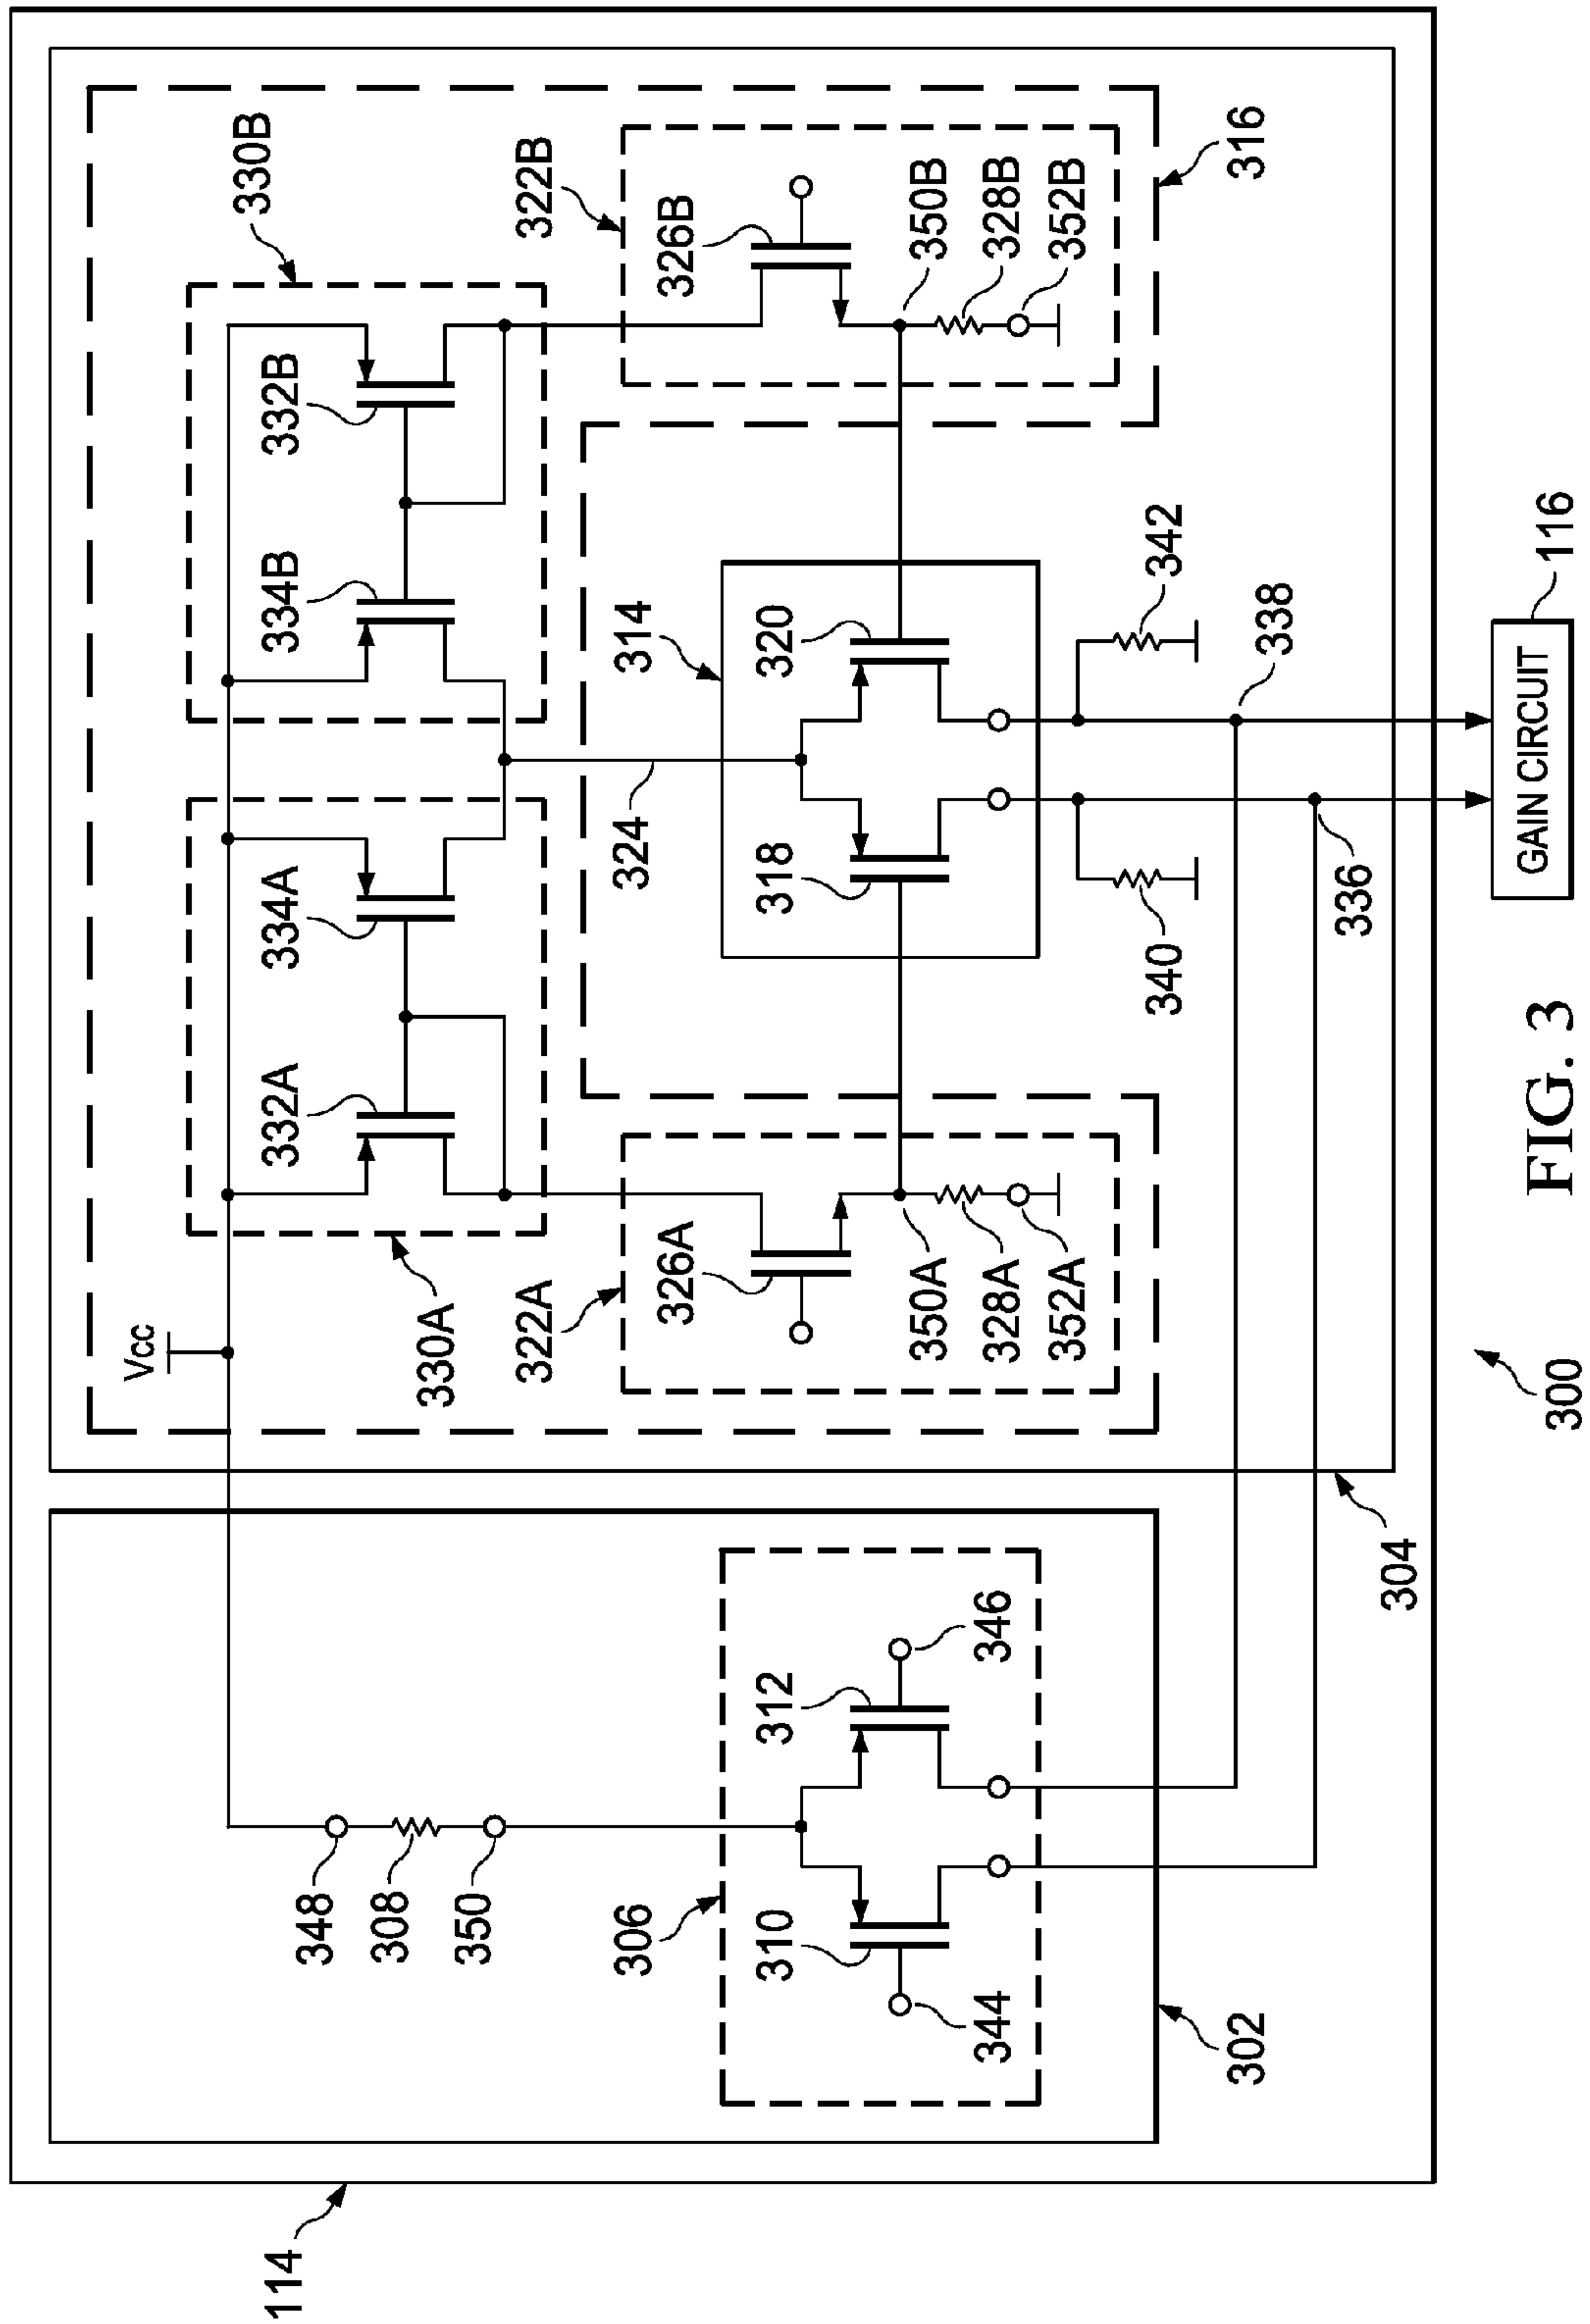 114
302
348
308
350
306
310
312
344
346
304
300
Vcc
330A
332A
334A
334B
332B
330B
322A
326A
350A
328A
352A
324
314
318
320
322B
326B
350B
328B
352B
316
340
342
336
338
GAIN CIRCUIT
116
FIG. 3